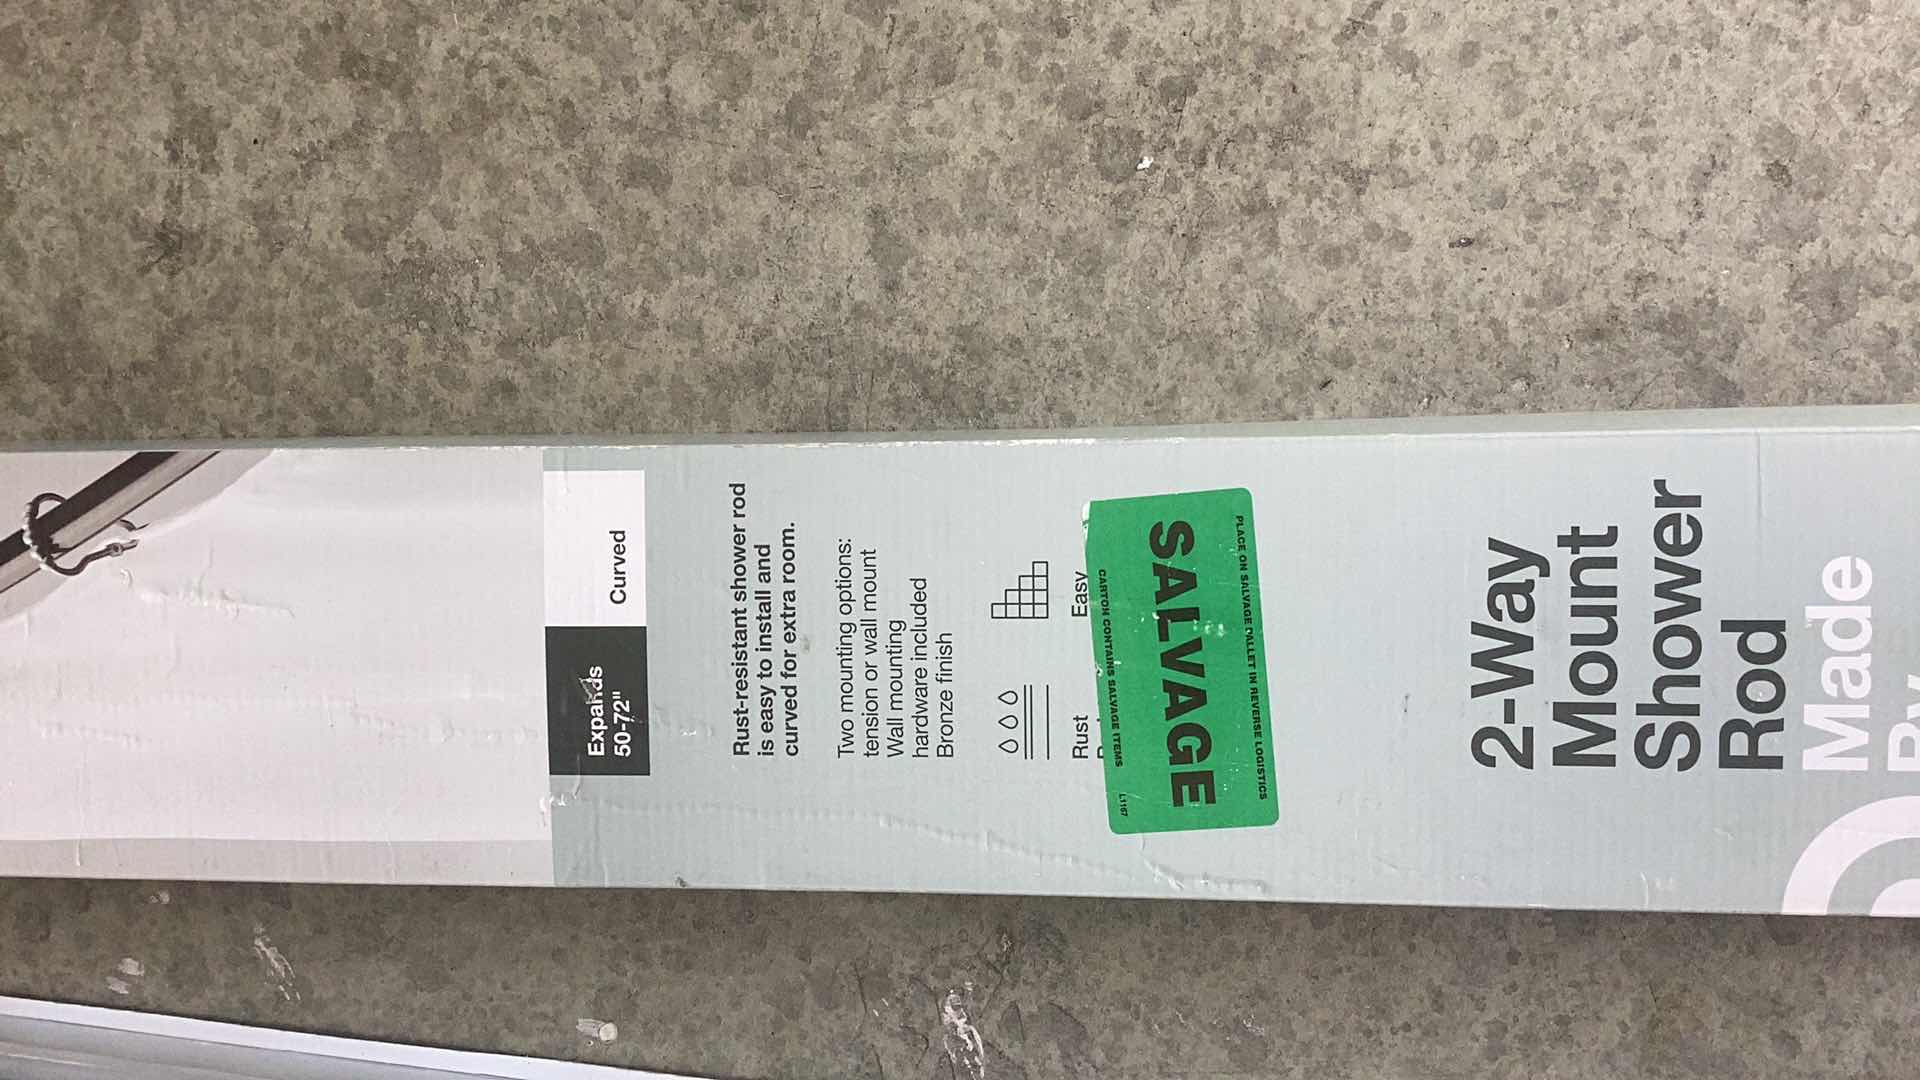 2-Way
Mount
Shower
Rod
Made
By
Expands
50-72"
Curved
Rust-resistant shower rod
is easy to install and
curved for extra room.
Two mounting options:
tension or wall mount
Wall mounting
hardware included
Bronze finish
Rust
Easy
CARTON CONTAINS SALVAGE ITEMS
L1167
SALVAGE
PLACE ON SALVAGE PALLET IN REVERSE LOGISTICS